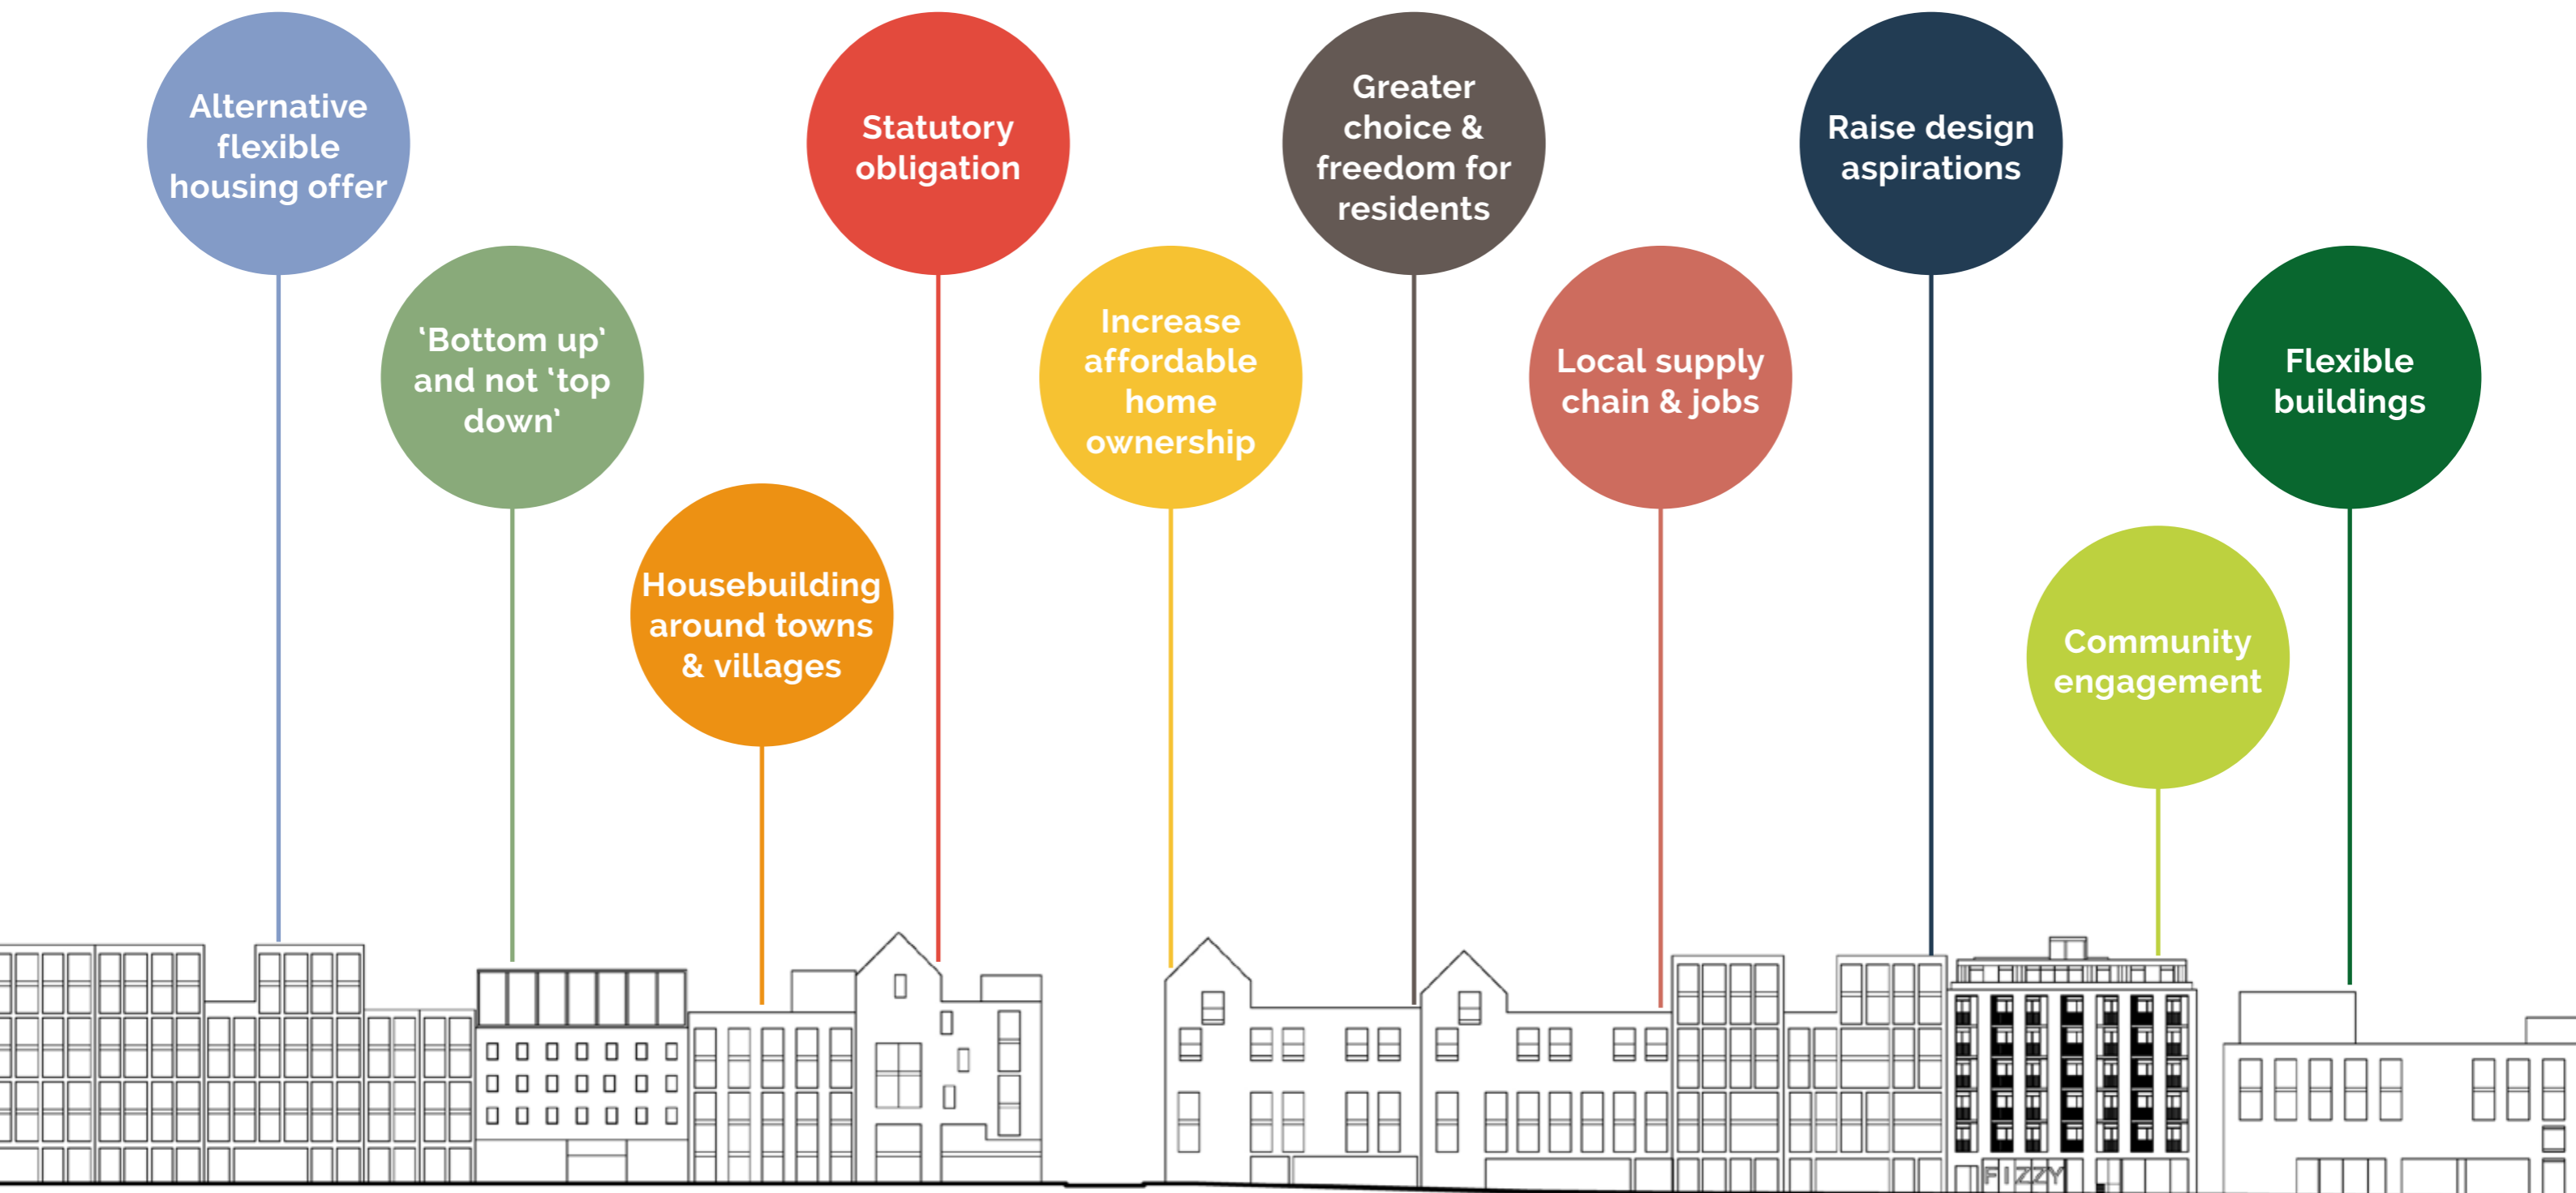 Alternative
flexible
housing offer
‘Bottom up’
and not ‘top
down’
Housebuilding
around towns
& villages
Statutory
obligation
Increase
affordable
home
ownership
Greater
choice &
freedom for
residents
Local supply
chain & jobs
Raise design
aspirations
Community
engagement
Flexible
buildings
FIZZY